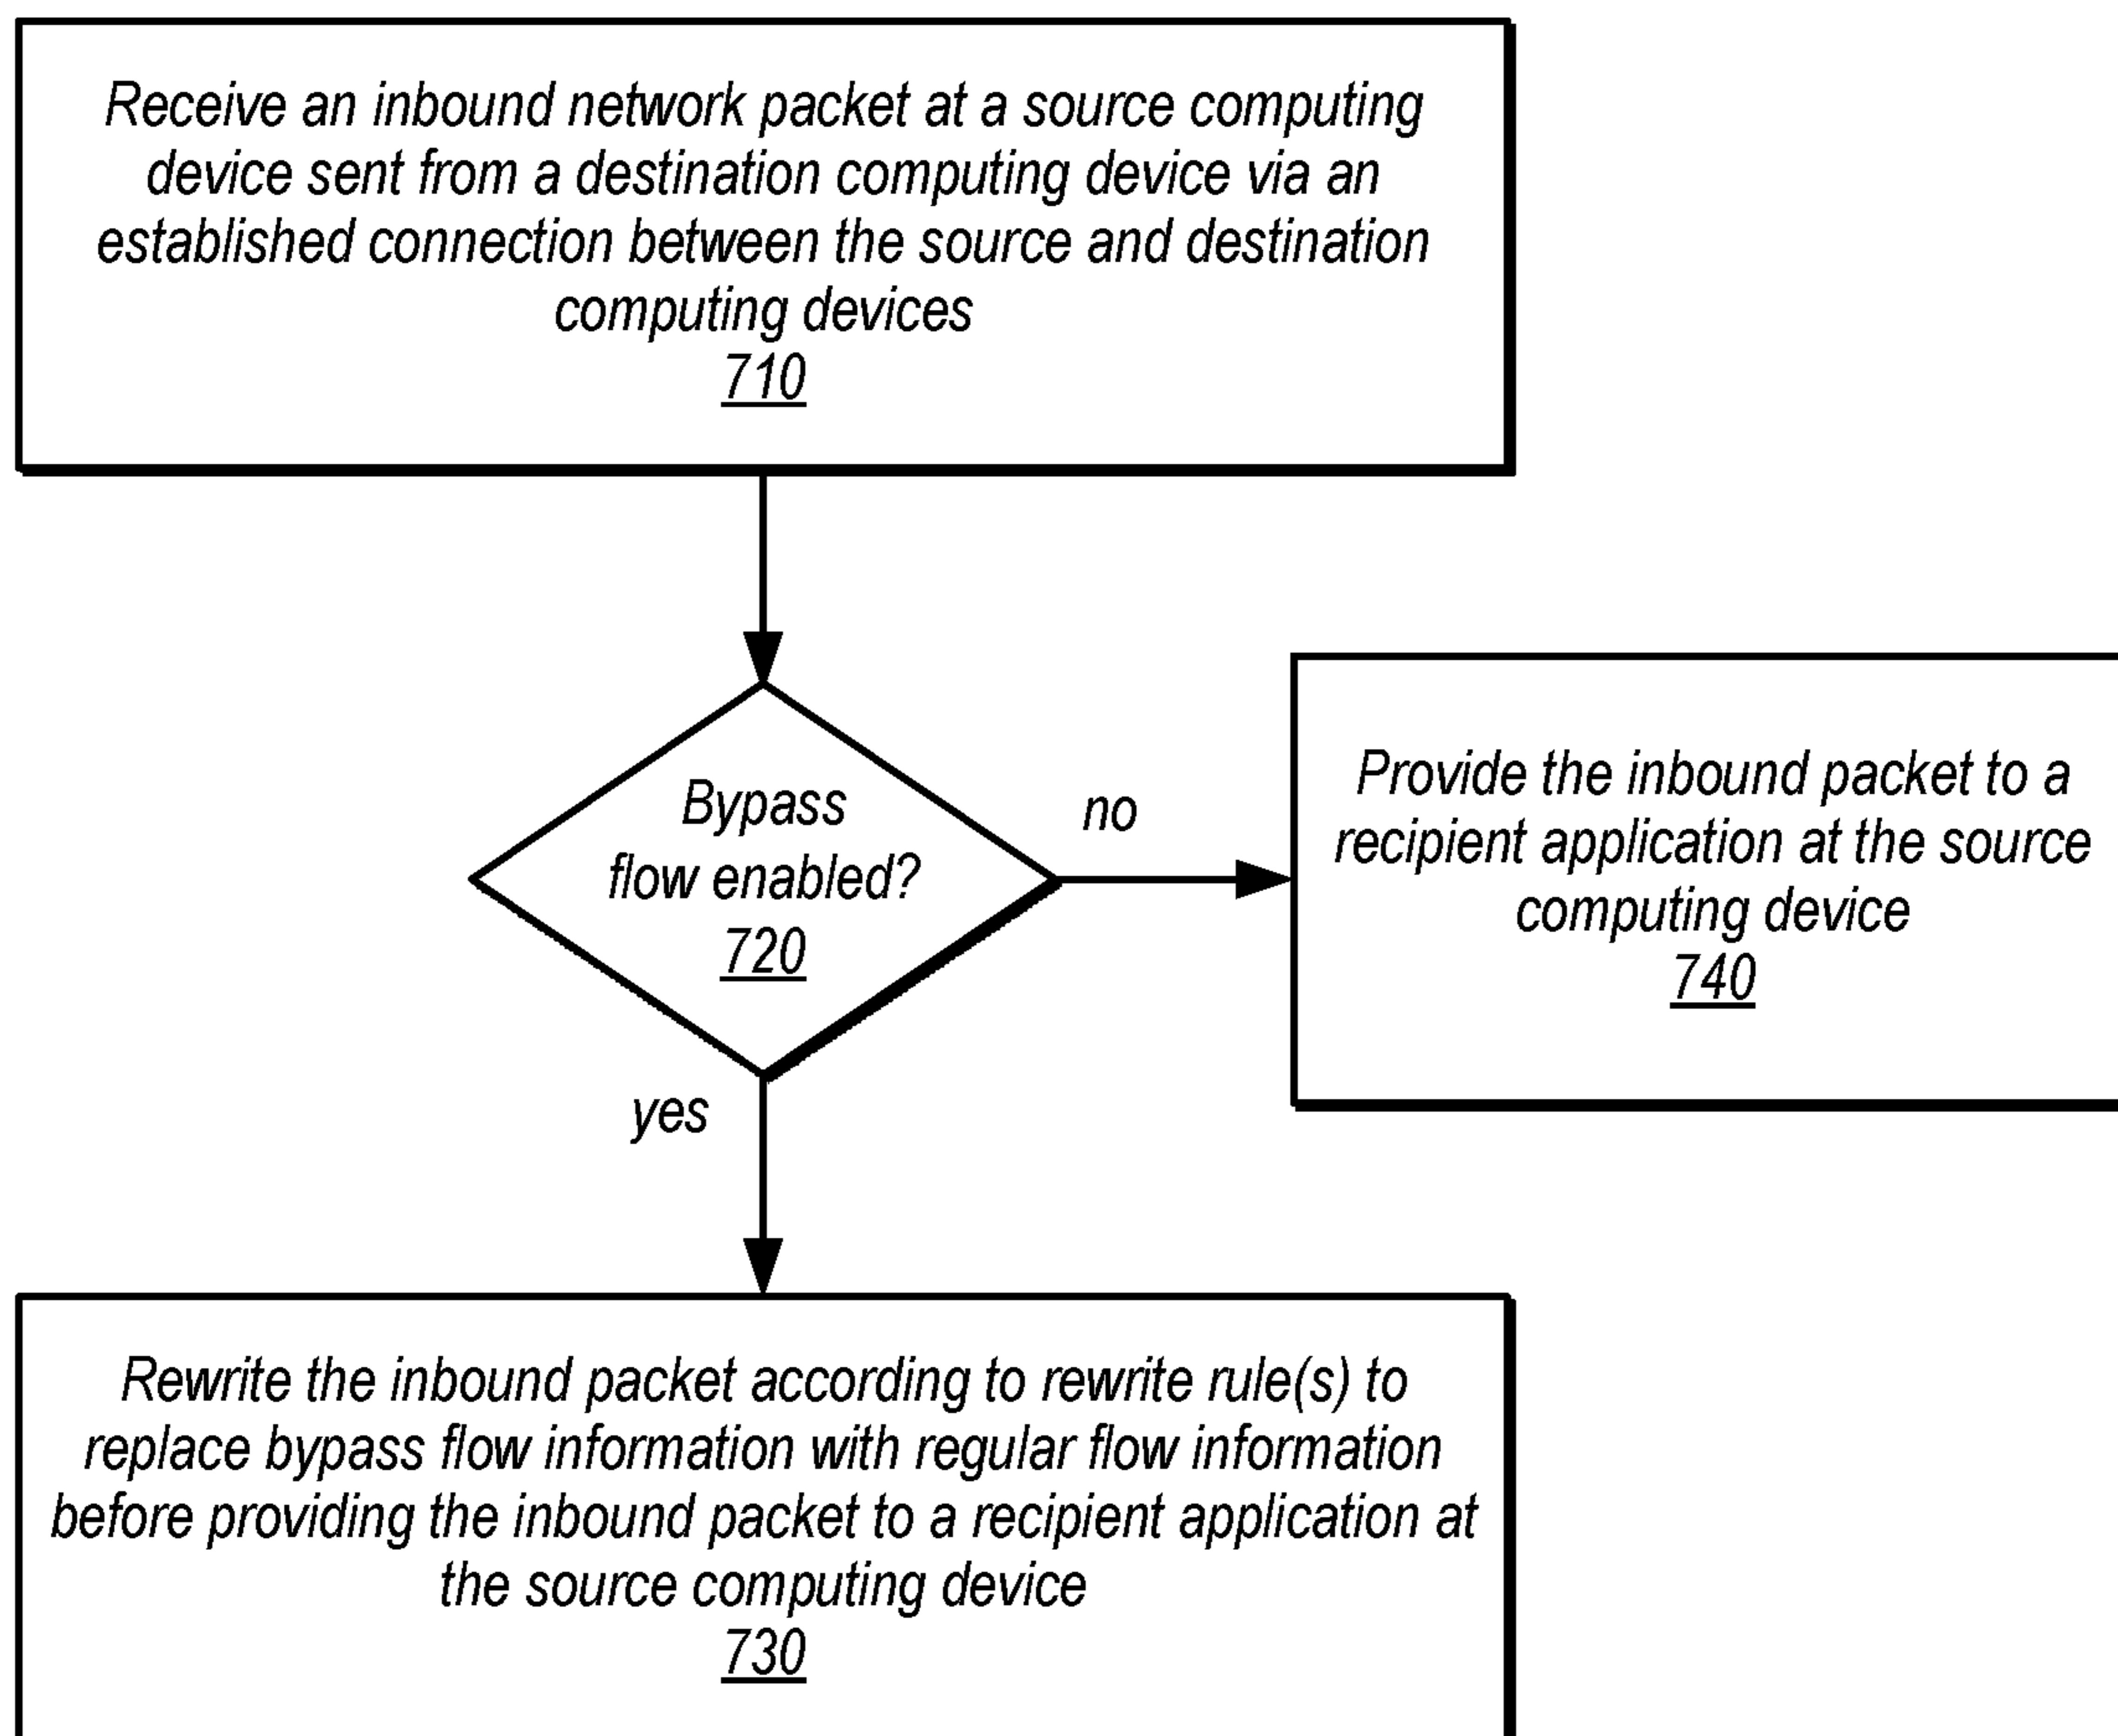 Receive an inbound network packet at a source computing
device sent from a destination computing device via an
established connection between the source and destination
computing devices
710
Bypass
flow enabled?
720
no
Provide the inbound packet to a
recipient application at the source
computing device
740
yes
Rewrite the inbound packet according to rewrite rule(s) to
replace bypass flow information with regular flow information
before providing the inbound packet to a recipient application at
the source computing device
730